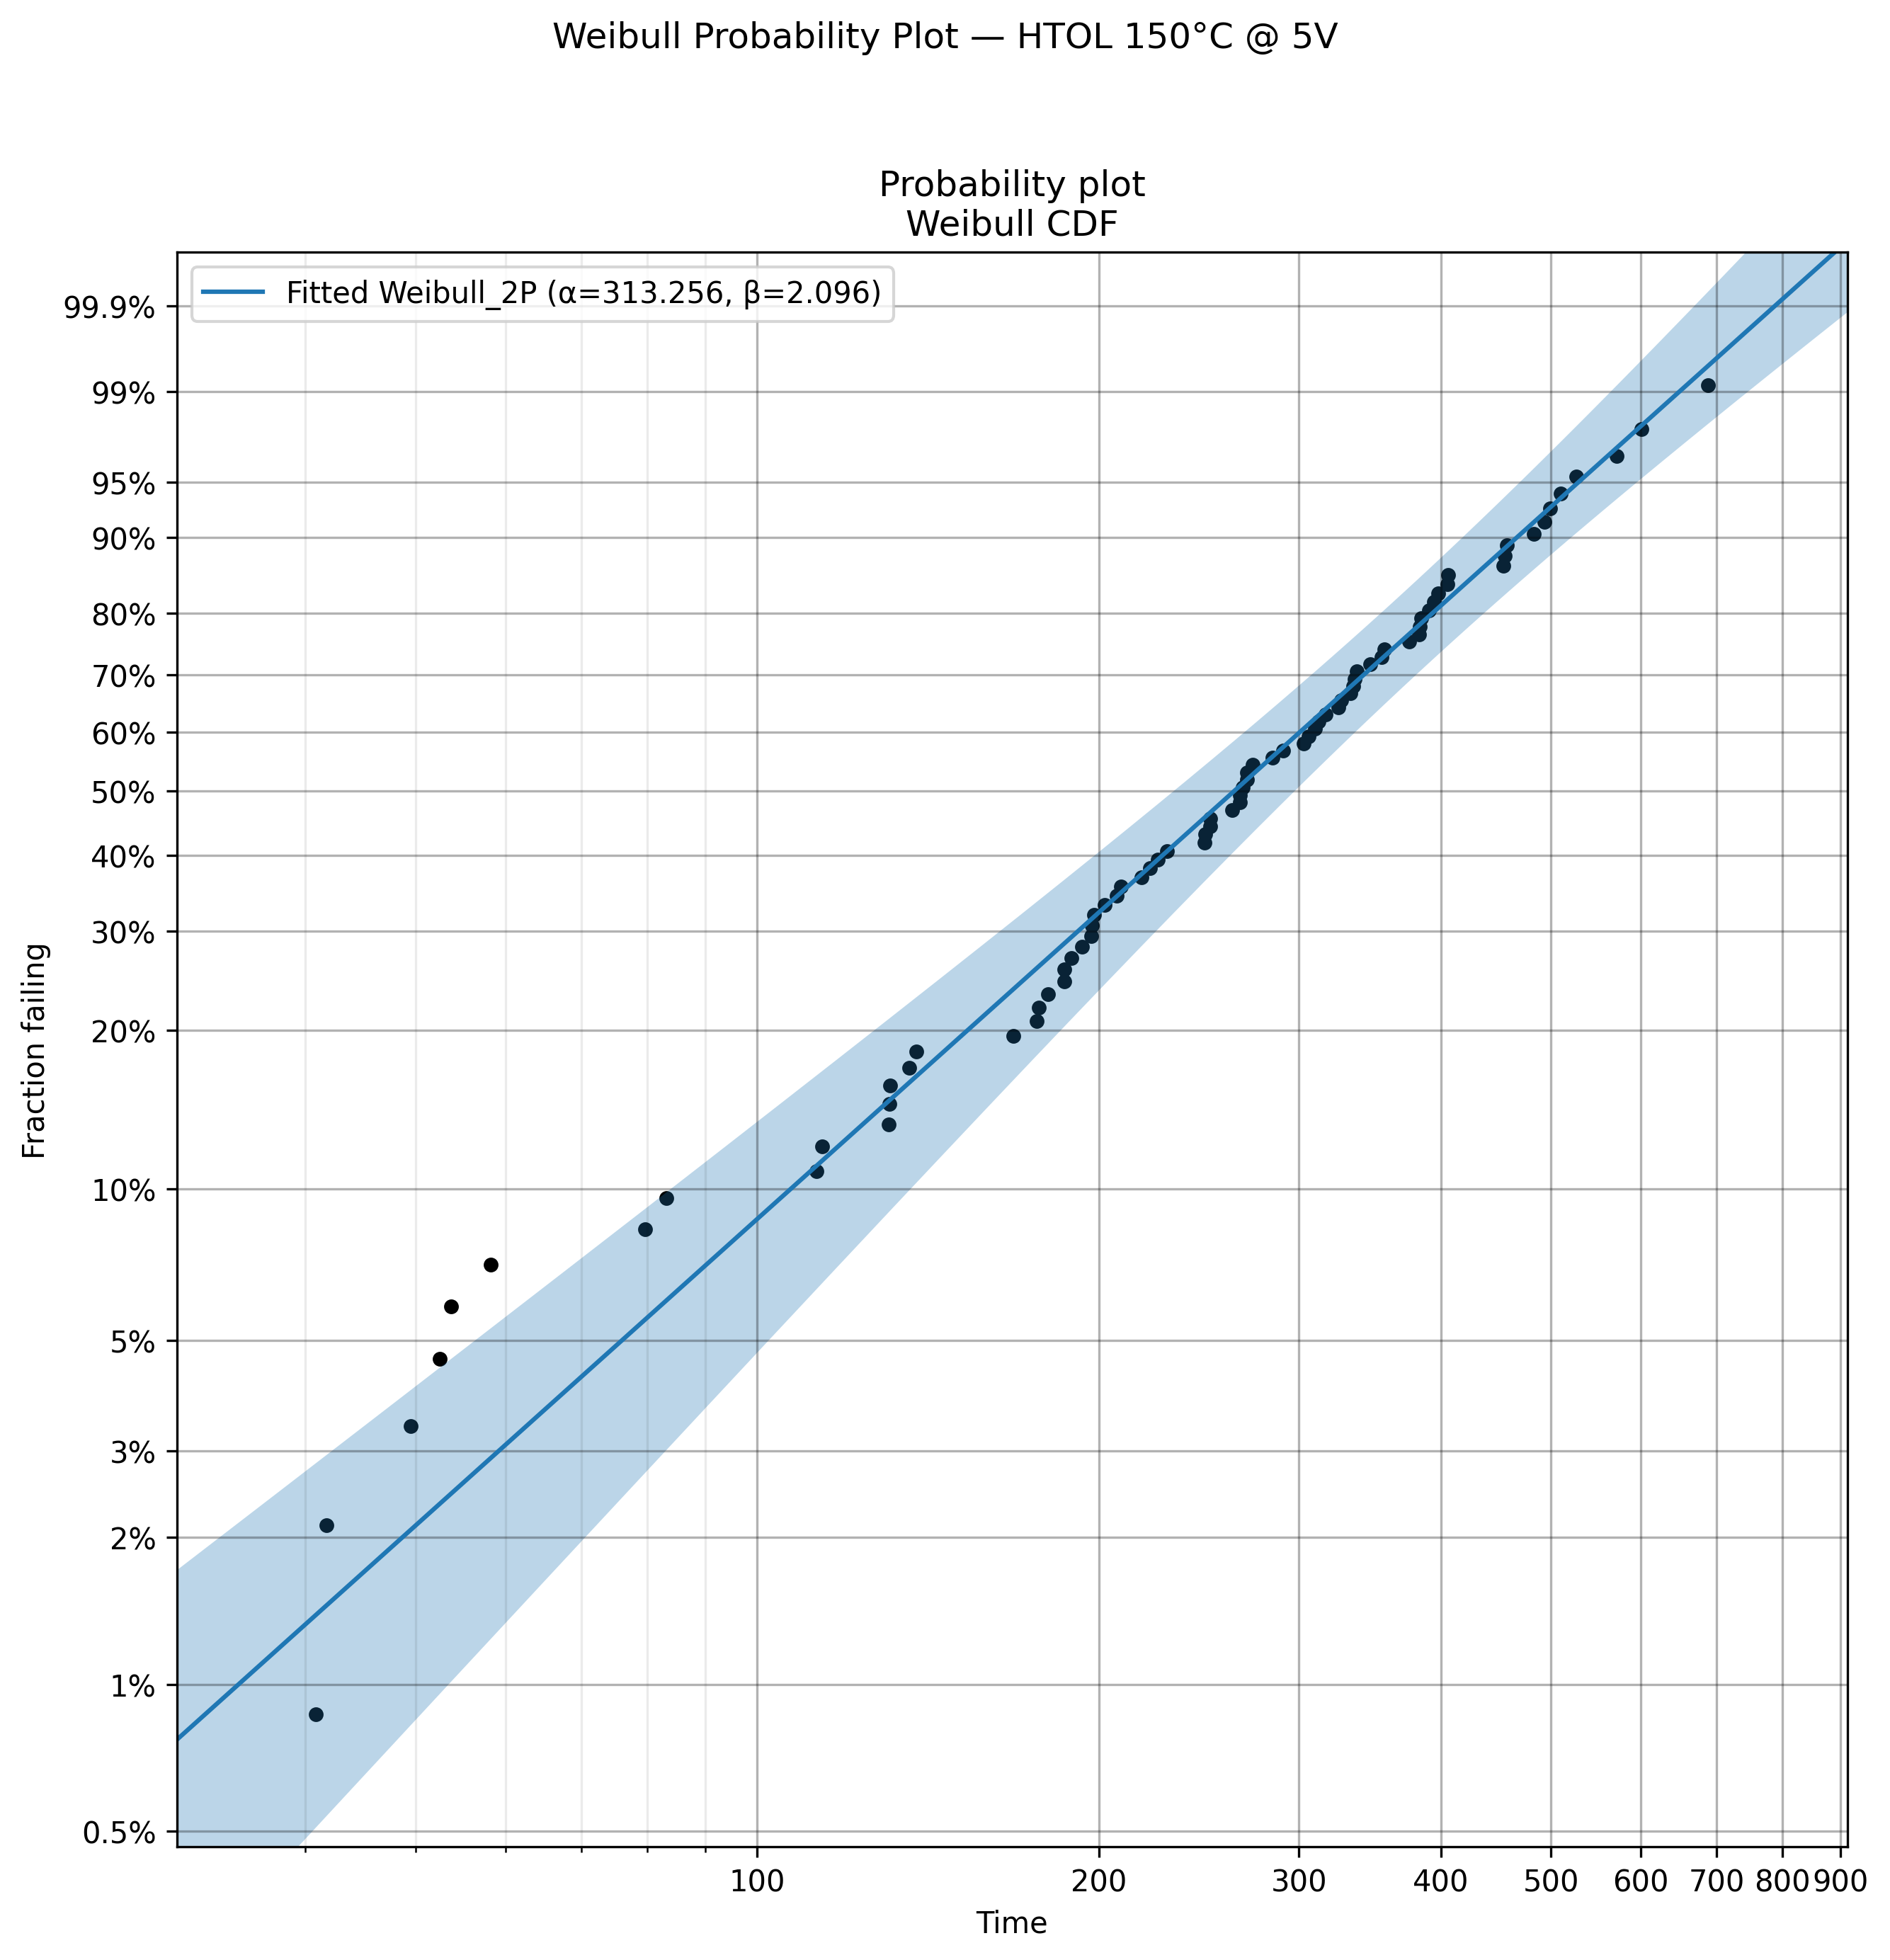 Weibull Probability Plot — HTOL 150°C @ 5V
Probability plot
Weibull CDF
Fitted Weibull_2P (α=313.256, β=2.096)
99.9%
99%
95%
90%
80%
70%
60%
50%
40%
30%
20%
10%
5%
3%
2%
1%
0.5%
Fraction failing
100 200 300 400 500 600 700 800 900
Time